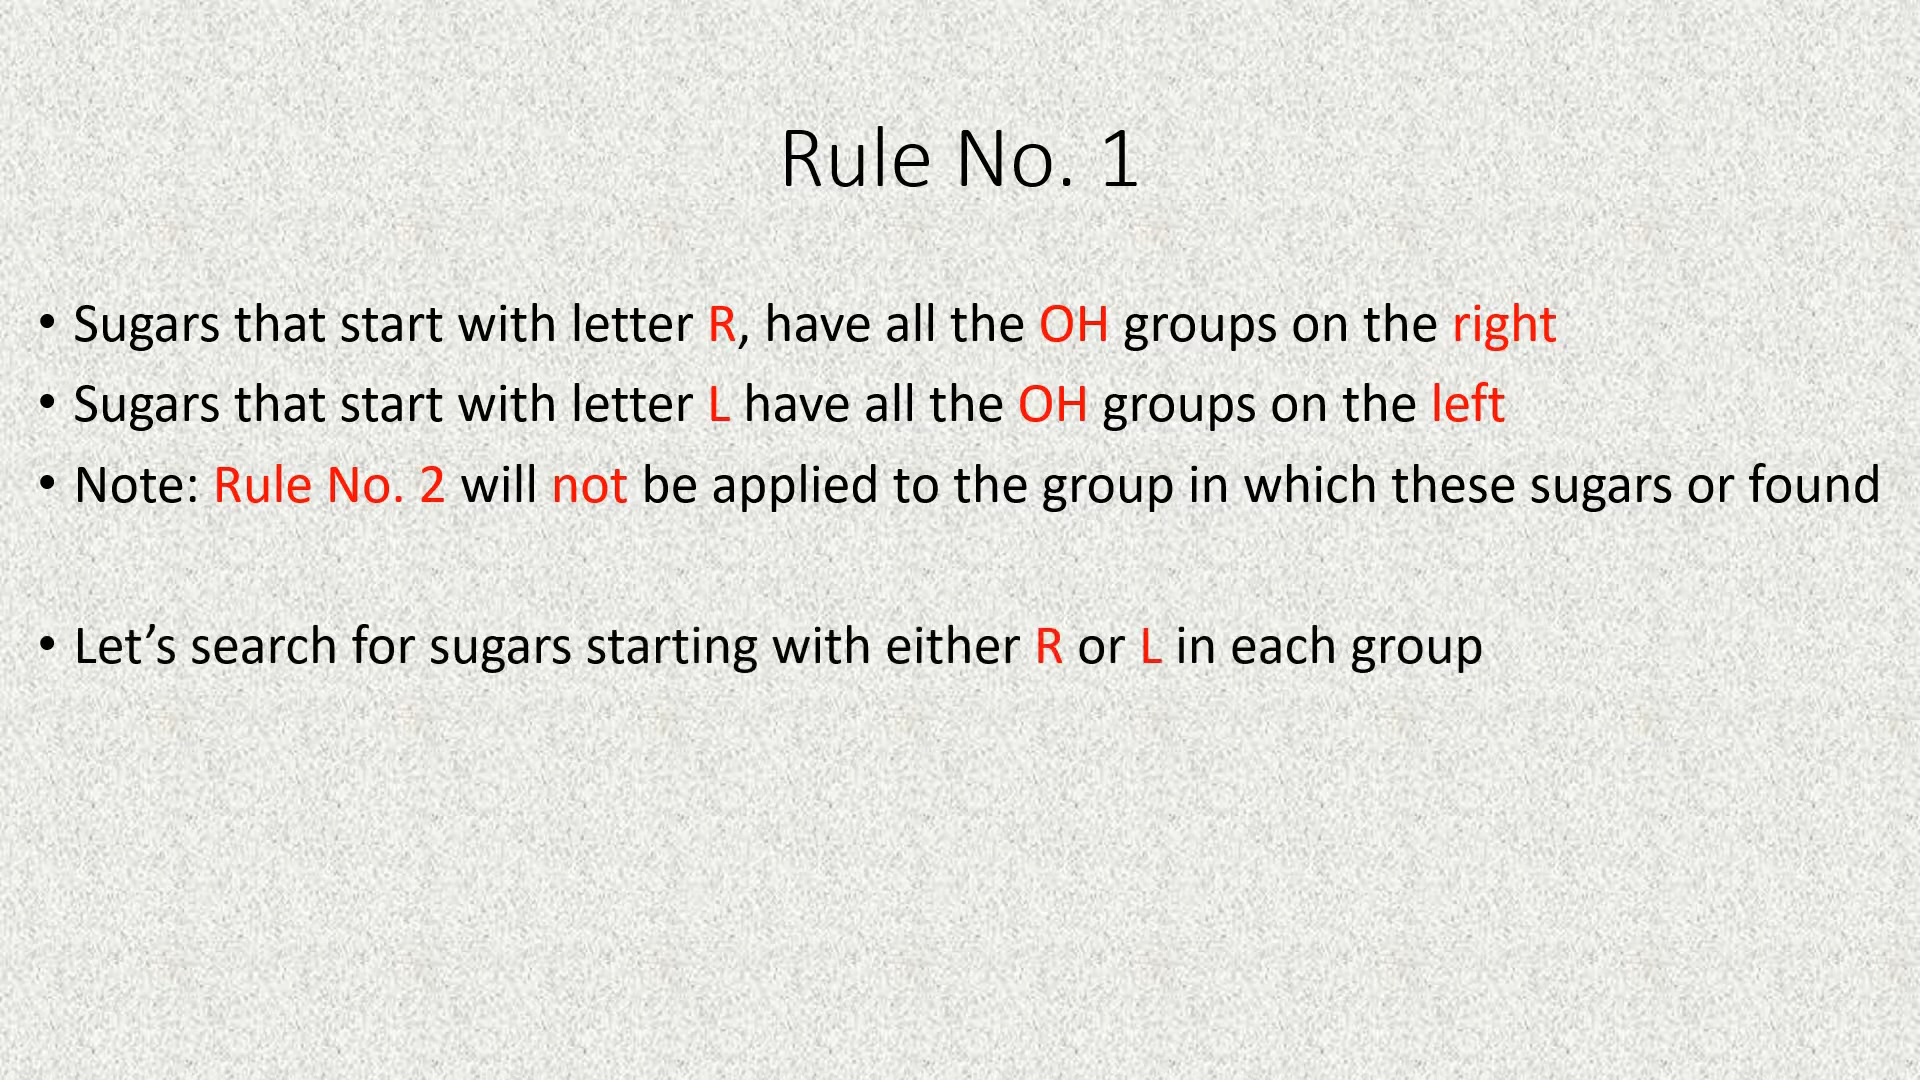 Rule No. 1
• Sugars that start with letter R, have all the OH groups on the right
• Sugars that start with letter L have all the OH groups on the left
• Note: Rule No. 2 will not be applied to the group in which these sugars or found
• Let’s search for sugars starting with either R or L in each group